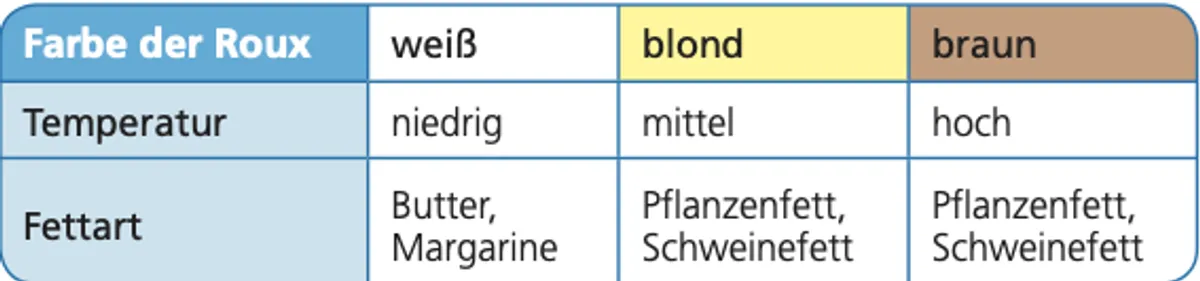 Farbe der Roux weiß blond braun
Temperatur niedrig mittel hoch
Fettart
Butter,
Margarine
Pflanzenfett,
Schweinefett
Pflanzenfett,
Schweinefett